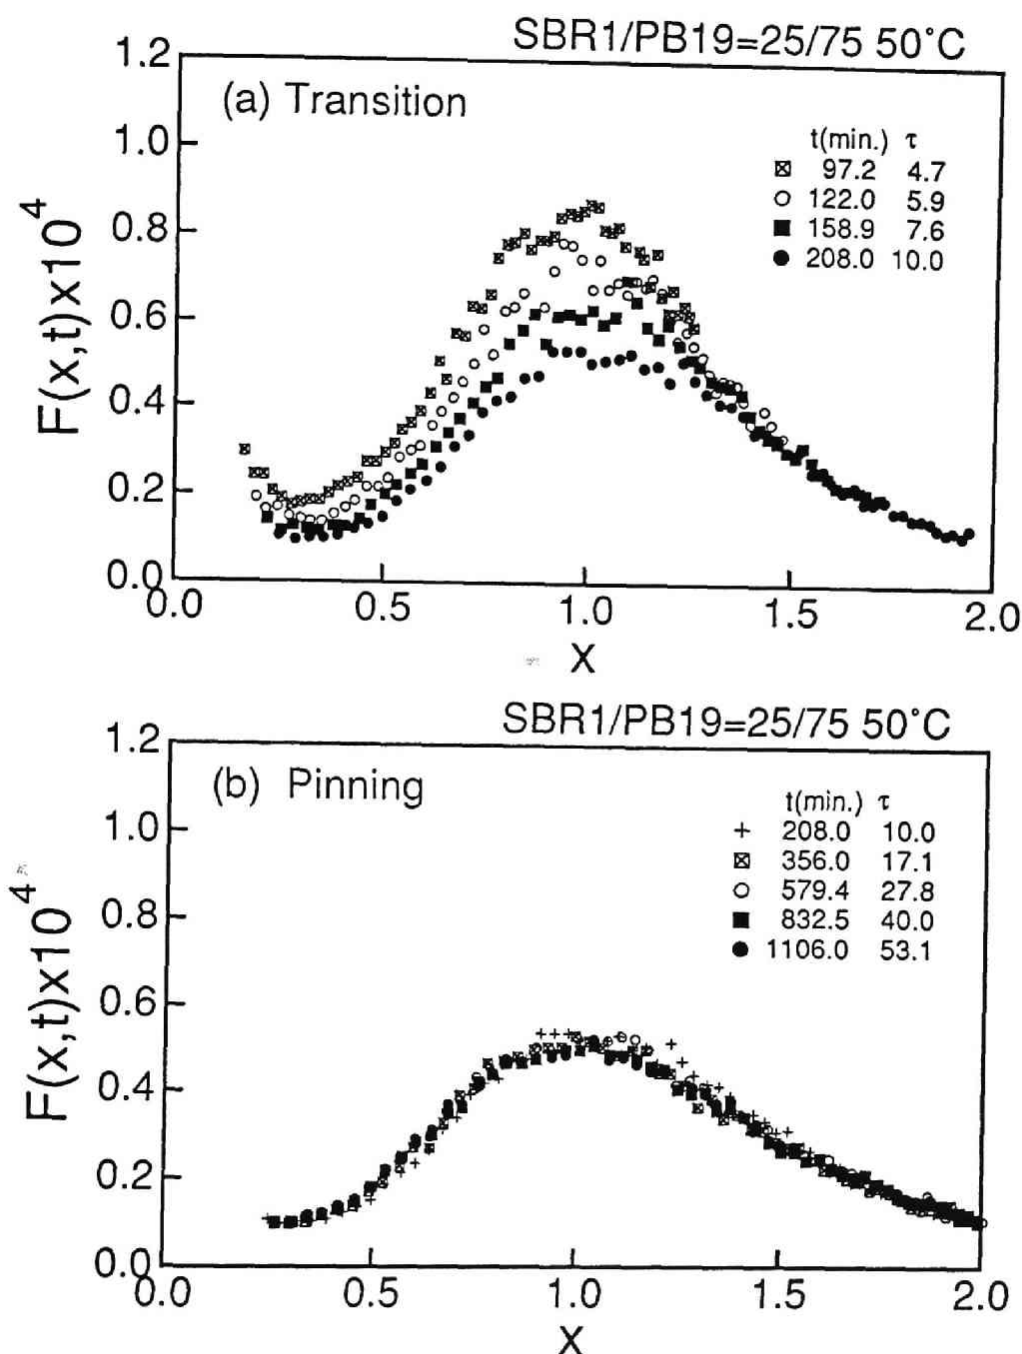 SBR1/PB19=25/75 50°C
(a) Transition
t(min.) τ
97.2 4.7
122.0 5.9
158.9 7.6
208.0 10.0
F(x,t)x10⁴
1.2
1.0
0.8
0.6
0.4
0.2
0.0
0.0 0.5 1.0 1.5 2.0
X
SBR1/PB19=25/75 50°C
(b) Pinning
t(min.) τ
208.0 10.0
356.0 17.1
579.4 27.8
832.5 40.0
1106.0 53.1
F(x,t)x10⁴
1.2
1.0
0.8
0.6
0.4
0.2
0.0
0.0 0.5 1.0 1.5 2.0
X